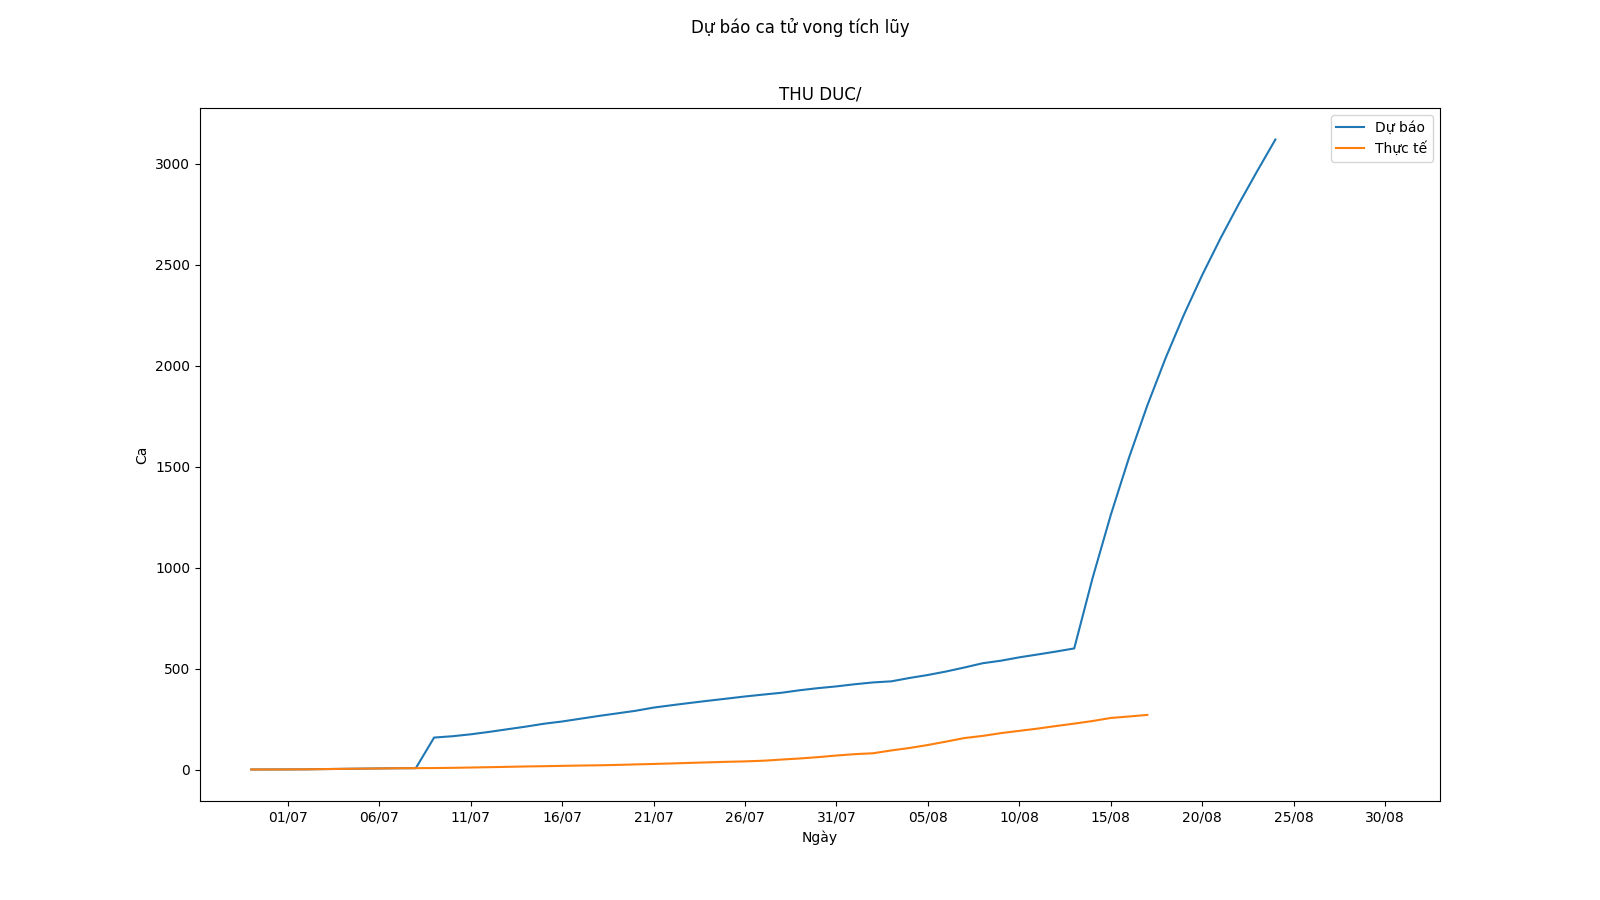 Dự báo ca tử vong tích lũy
THU DUC/
Dự báo
Thực tế
3000
2500
2000
1500
1000
500
0
Ca
01/07 06/07 11/07 16/07 21/07 26/07 31/07 05/08 10/08 15/08 20/08 25/08 30/08
Ngày